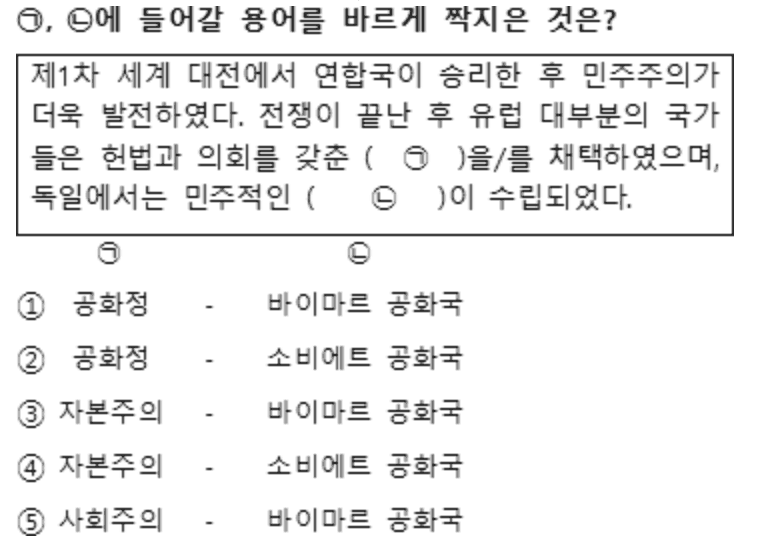 ㉠, ㉡에 들어갈 용어를 바르게 짝지은 것은?
제1차 세계 대전에서 연합국이 승리한 후 민주주의가
더욱 발전하였다. 전쟁이 끝난 후 유럽 대부분의 국가
들은 헌법과 의회를 갖춘 ( ㉠ )을/를 채택하였으며,
독일에서는 민주적인 ( ㉡ )이 수립되었다.
㉠ ㉡
① 공화정 - 바이마르 공화국
② 공화정 - 소비에트 공화국
③ 자본주의 - 바이마르 공화국
④ 자본주의 - 소비에트 공화국
⑤ 사회주의 - 바이마르 공화국